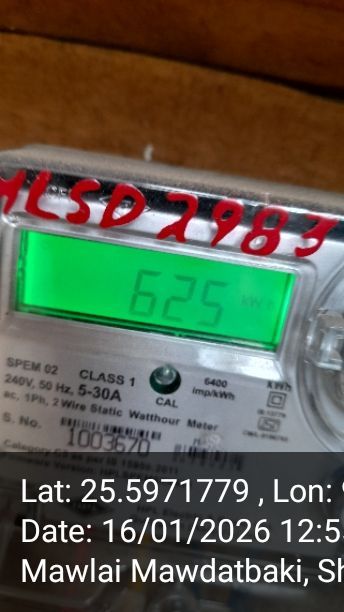 MLSD 2983
625 kWh
SPEM 02
CLASS 1
240V, 50 Hz, 5-30A
ac, 1Ph, 2 Wire Static Watthour Meter
CAL
6400
imp/kWh
S. No.
1003670
Lat: 25.5971779 , Lon:
Date: 16/01/2026 12:5
Mawlai Mawdatbaki, Sh